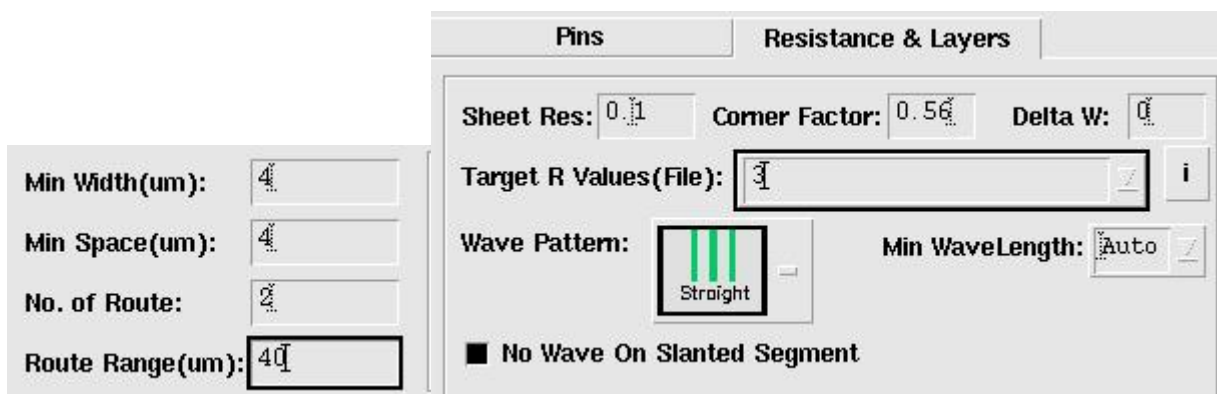 Pins
Resistance & Layers
Sheet Res: 0.1 Corner Factor: 0.56 Delta W: 0
Target R Values(File): 3 i
Wave Pattern: Straight Min WaveLength: Auto
No Wave On Slanted Segment
Min Width(um): 4
Min Space(um): 4
No. of Route: 2
Route Range(um): 40